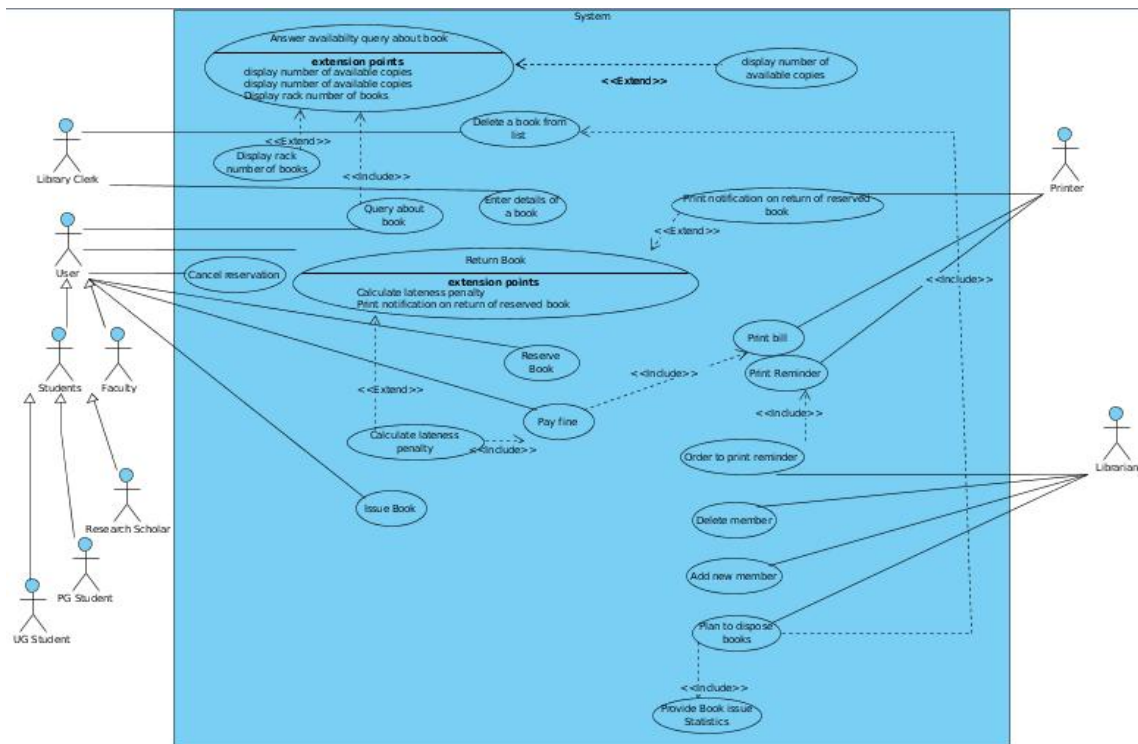 System
Answer availabilty query about book
extension points
display number of available copies
display number of available copies
Display rack number of books
<<Extend>>
display number of
available copies
Delete a book from
list
<<Extend>>
Display rack
number of books
Library Clerk
<<Include>>
Printer
Enter details of
a book
Print notification on return of reserved
book
Query about
book
<<Extend>>
User
Return Book
extension points
Calculate lateness penalty
Print notification on return of reserved book
Cancel reservation
<<Include>>
Print bill
Students
Faculty
Reserve
Book
Print Reminder
<<Include>>
<<Extend>>
<<Include>>
Pay fine
Calculate lateness
penalty
<<Include>>
Order to print reminder
Librarian
Issue Book
Research Scholar
Delete member
Add new member
PG Student
UG Student
Plan to dispose
books
<<Include>>
Provide Book issue
Statistics